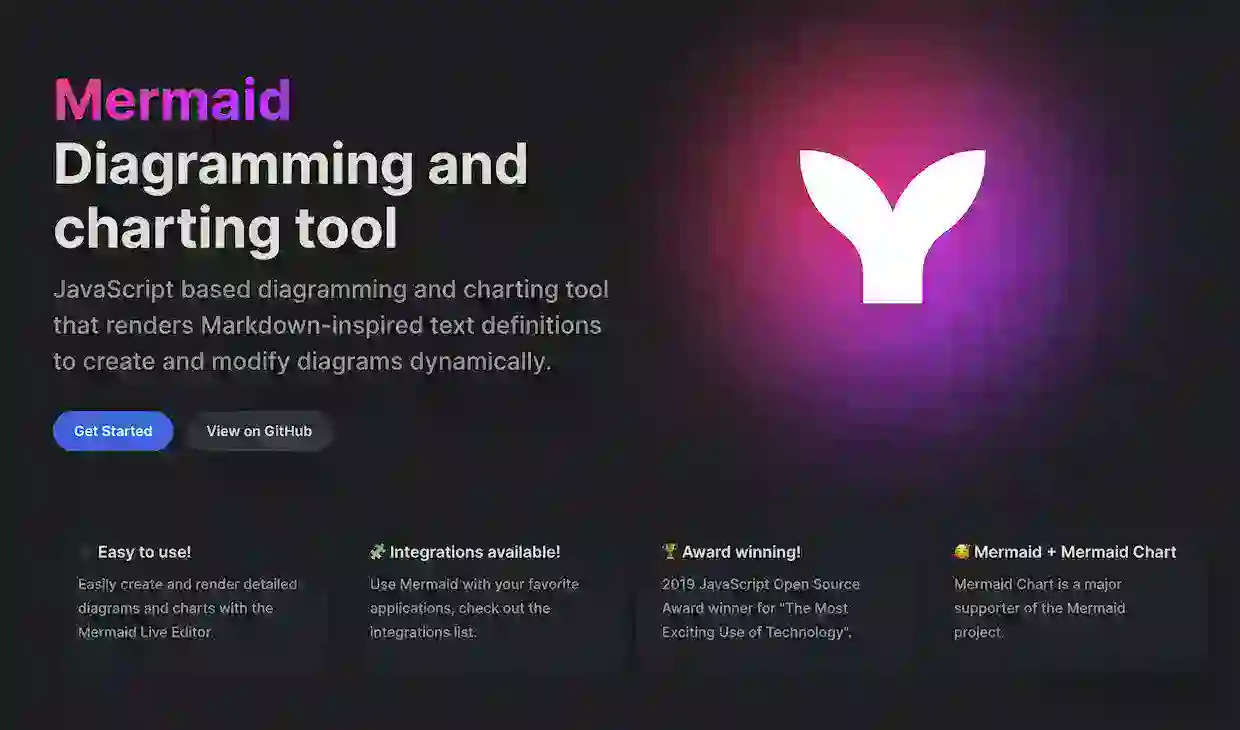 Mermaid
Diagramming and
charting tool
JavaScript based diagramming and charting tool
that renders Markdown-inspired text definitions
to create and modify diagrams dynamically.
Get Started
View on GitHub
Easy to use!
Easily create and render detailed
diagrams and charts with the
Mermaid Live Editor.
Integrations available!
Use Mermaid with your favorite
applications, check out the
integrations list.
Award winning!
2019 JavaScript Open Source
Award winner for "The Most
Exciting Use of Technology".
Mermaid + Mermaid Chart
Mermaid Chart is a major
supporter of the Mermaid
project.